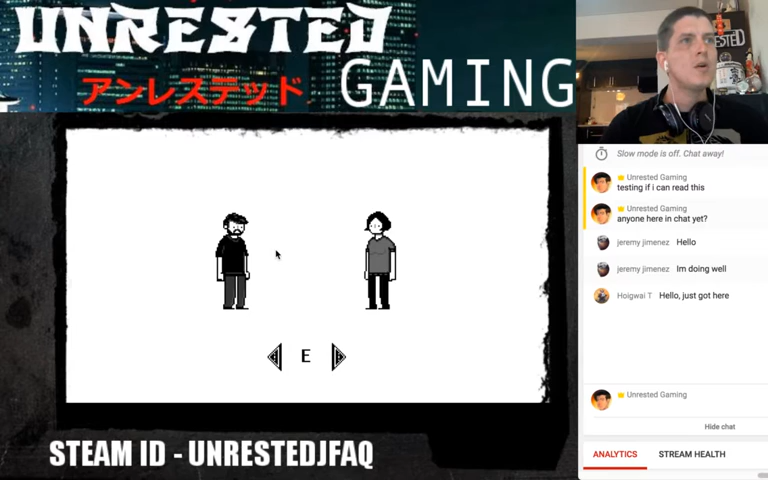 UNRESTED
アンレステッド GAMING
E
STEAM ID - UNRESTEDJFAQ
Slow mode is off. Chat away!
Unrested Gaming
testing if i can read this
Unrested Gaming
anyone here in chat yet?
jeremy jimenez Hello
jeremy jimenez Im doing well
Hoigwai T Hello, just got here
Unrested Gaming
Hide chat
ANALYTICS STREAM HEALTH